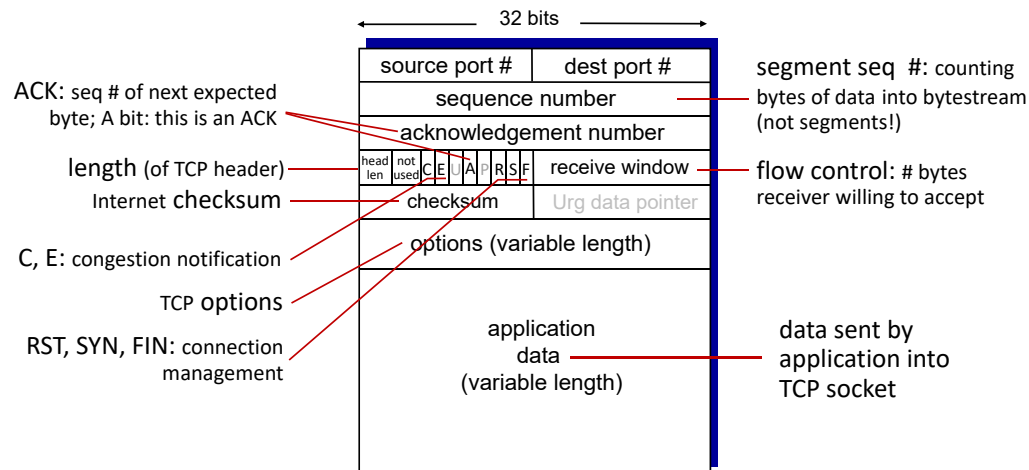 32 bits
source port #
dest port #
segment seq #: counting
bytes of data into bytestream
(not segments!)
ACK: seq # of next expected
byte; A bit: this is an ACK
sequence number
acknowledgement number
length (of TCP header)
head
len
not
used
C E U A P R S F
receive window
flow control: # bytes
receiver willing to accept
Internet checksum
checksum
Urg data pointer
C, E: congestion notification
options (variable length)
TCP options
RST, SYN, FIN: connection
management
application
data
(variable length)
data sent by
application into
TCP socket